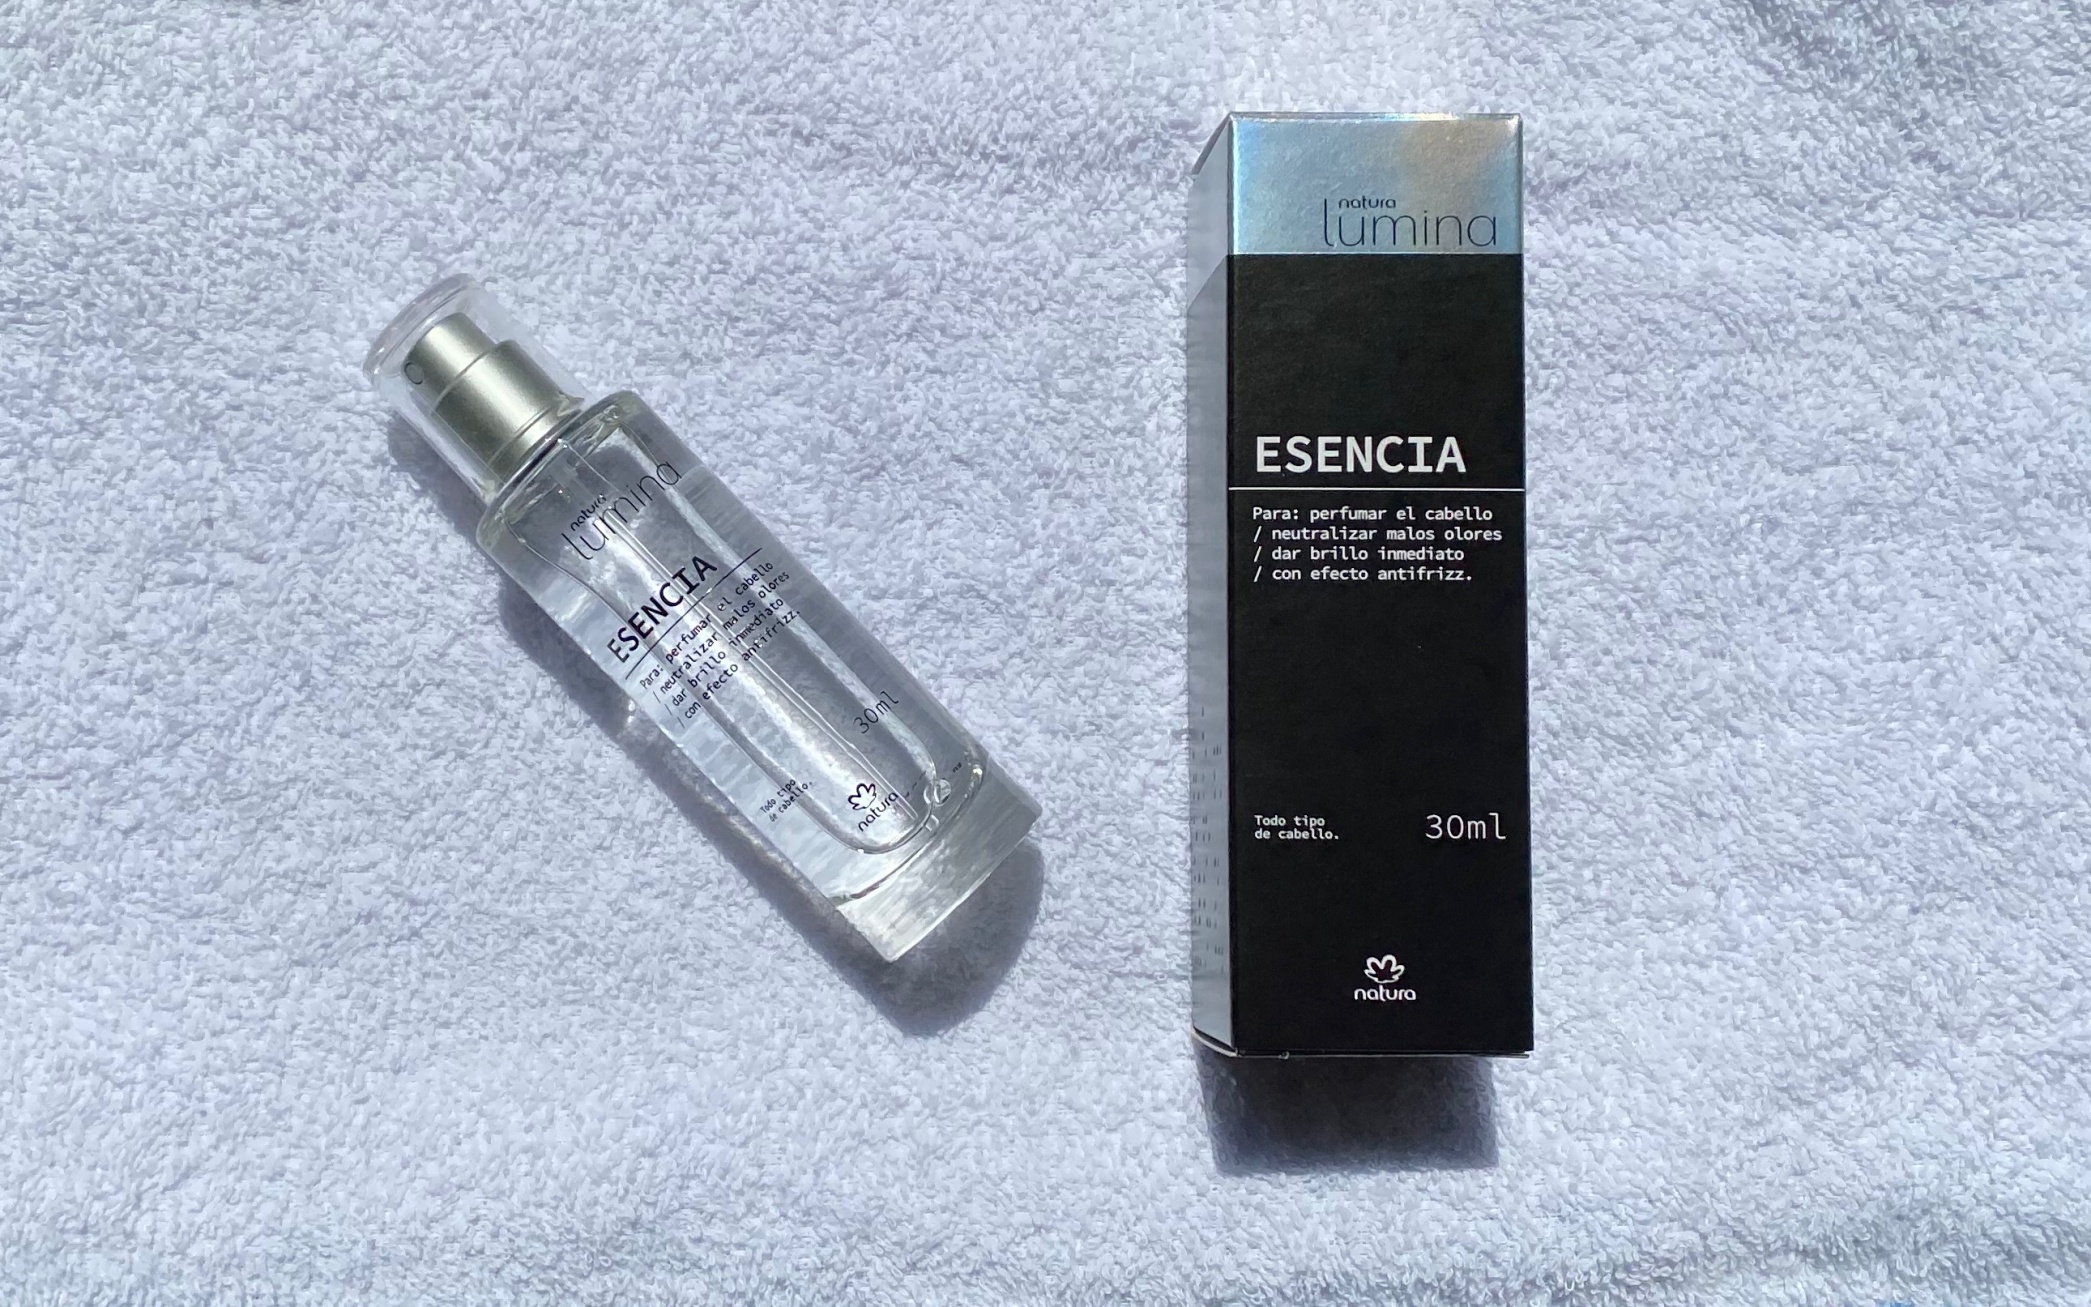 natura
lumina
ESENCIA
Para: perfumar el cabello
/ neutralizar malos olores
/ dar brillo inmediato
/ con efecto antifrizz.
30ml
Todo tipo
de cabello.
natura
natura
lumina
ESENCIA
Para: perfumar el cabello
/ neutralizar malos olores
/ dar brillo inmediato
/ con efecto antifrizz.
Todo tipo
de cabello.
30ml
natura